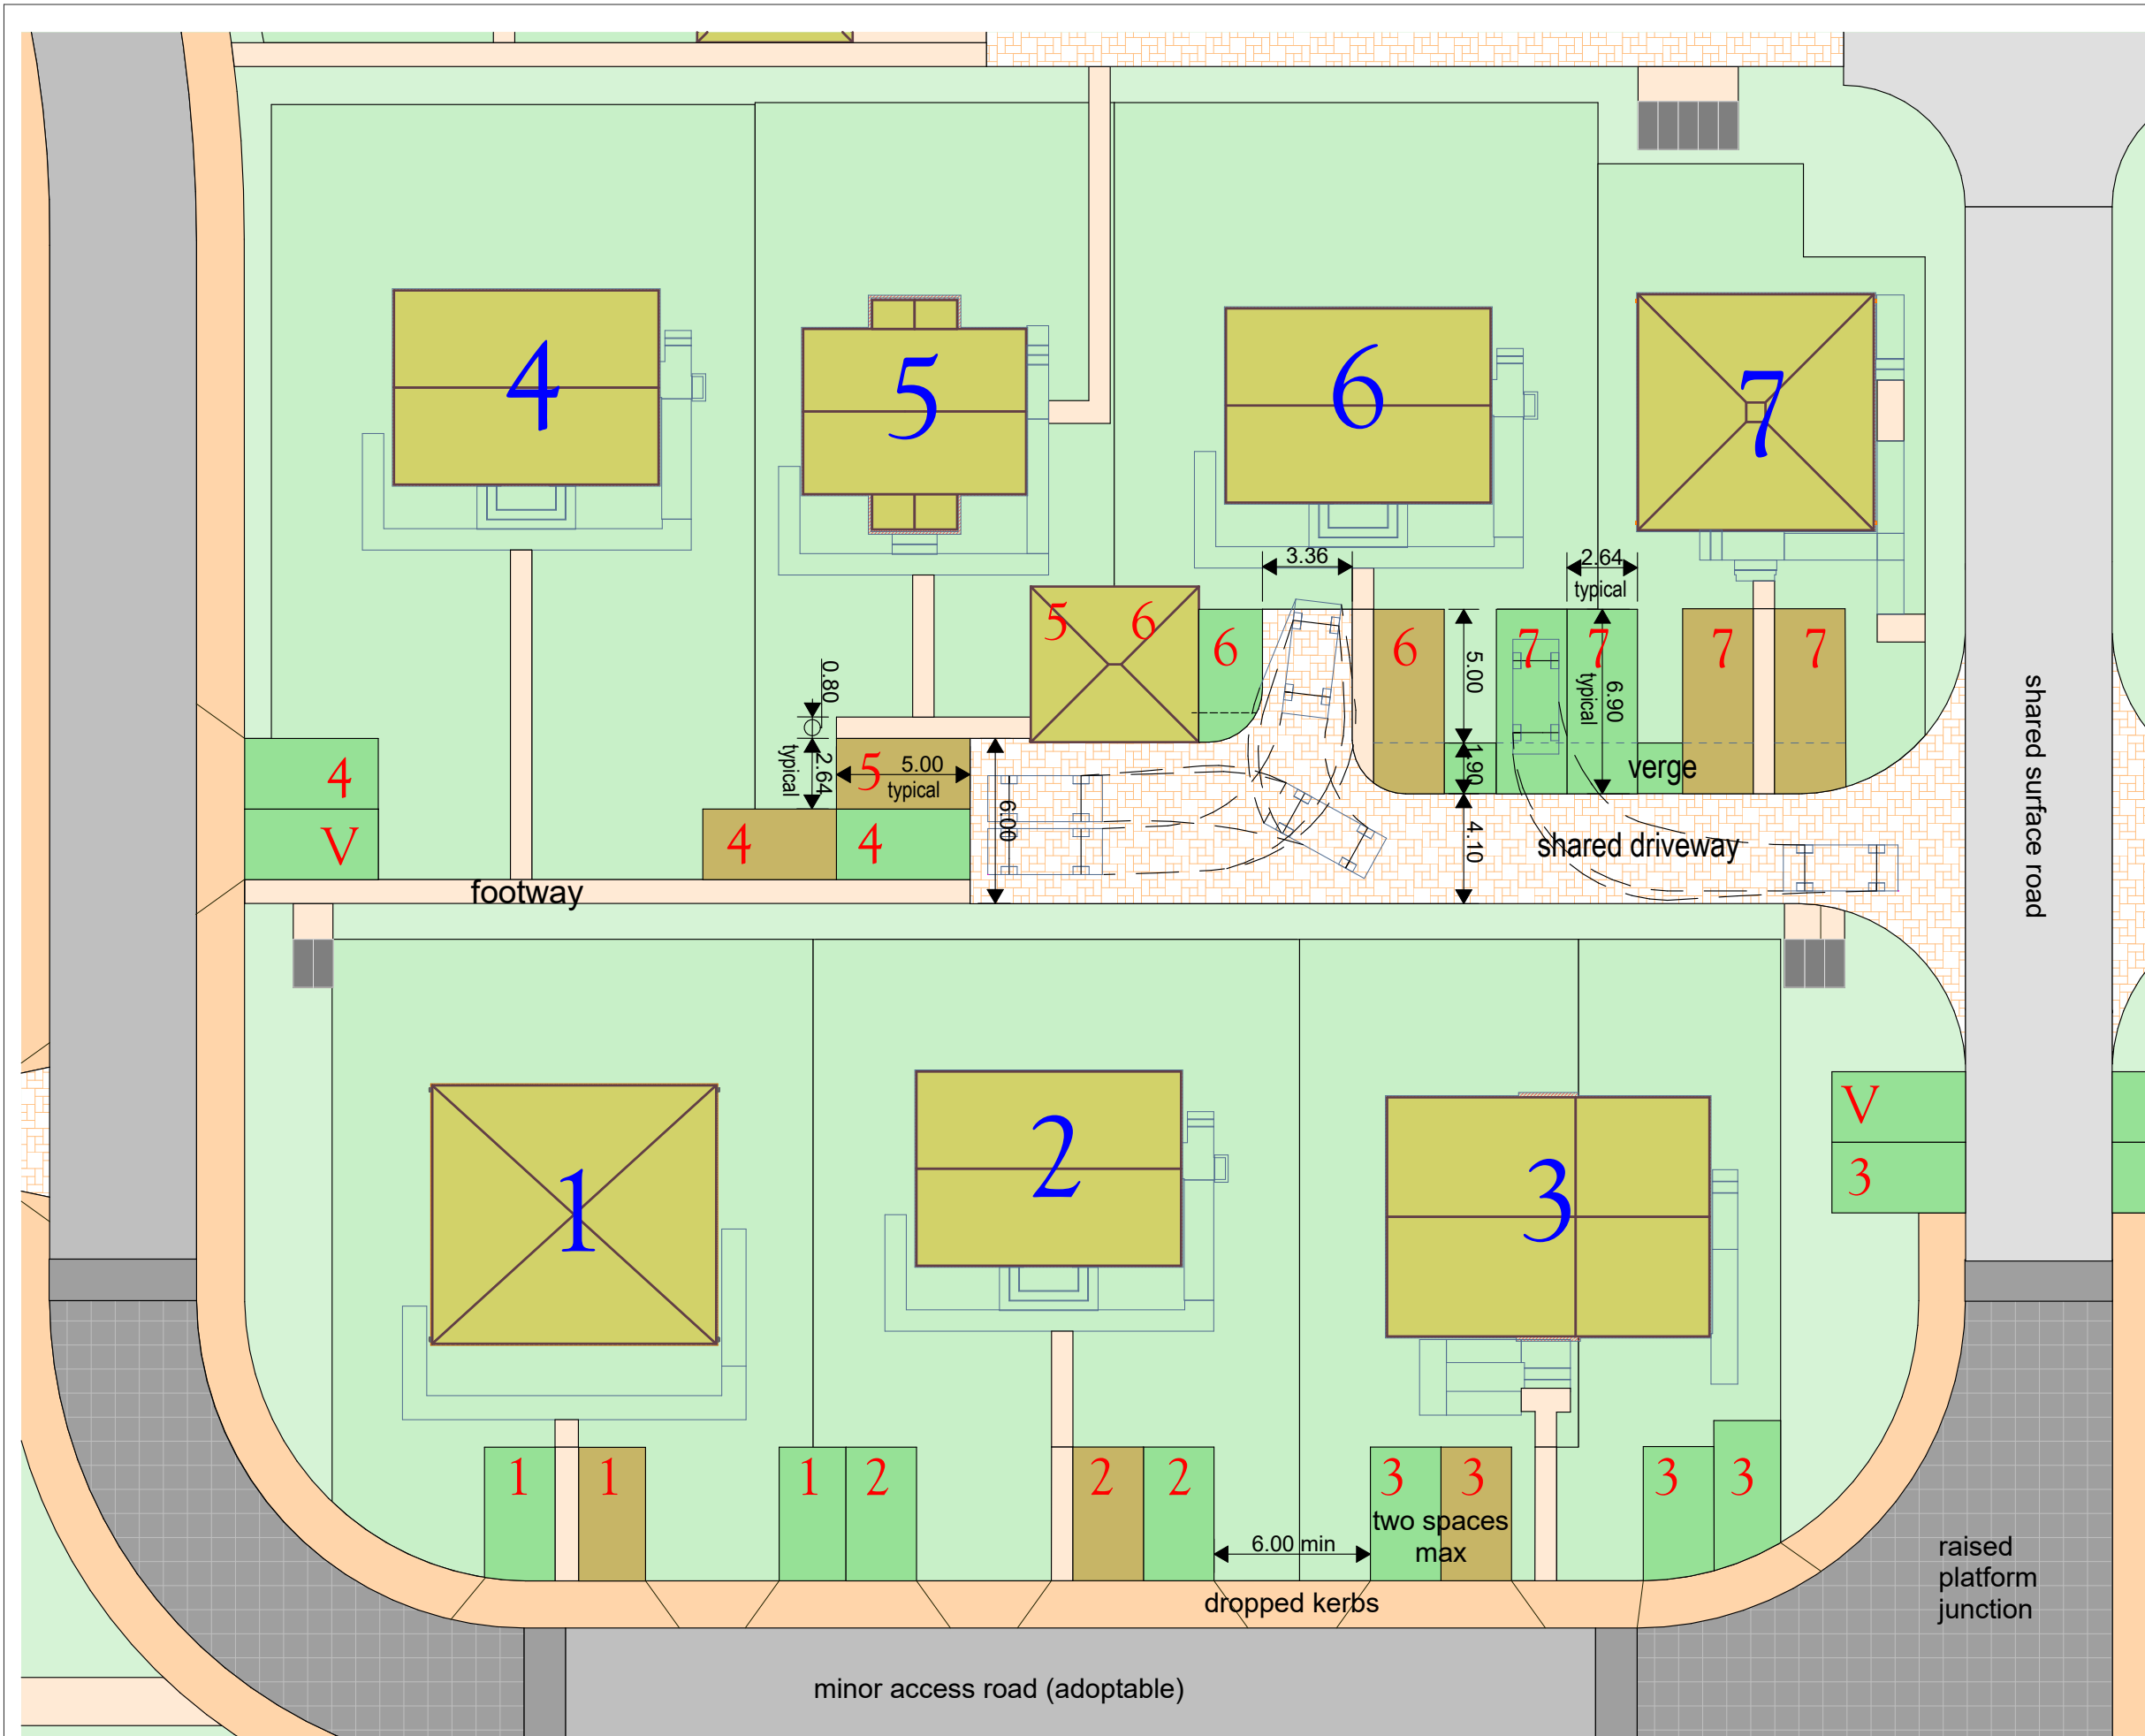 4
5
6
7
3.36
2.64
typical
5
6
6
6
7
7
7
7
5.00
typical
6.90
0.80
2.64
typical
5
5.00
typical
6.00
1.90
verge
4.10
shared driveway
shared surface road
4
V
4
4
footway
1
2
3
V
3
1
1
1
2
2
2
3
3
two spaces
max
3
3
6.00 min
dropped kerbs
raised
platform
junction
minor access road (adoptable)